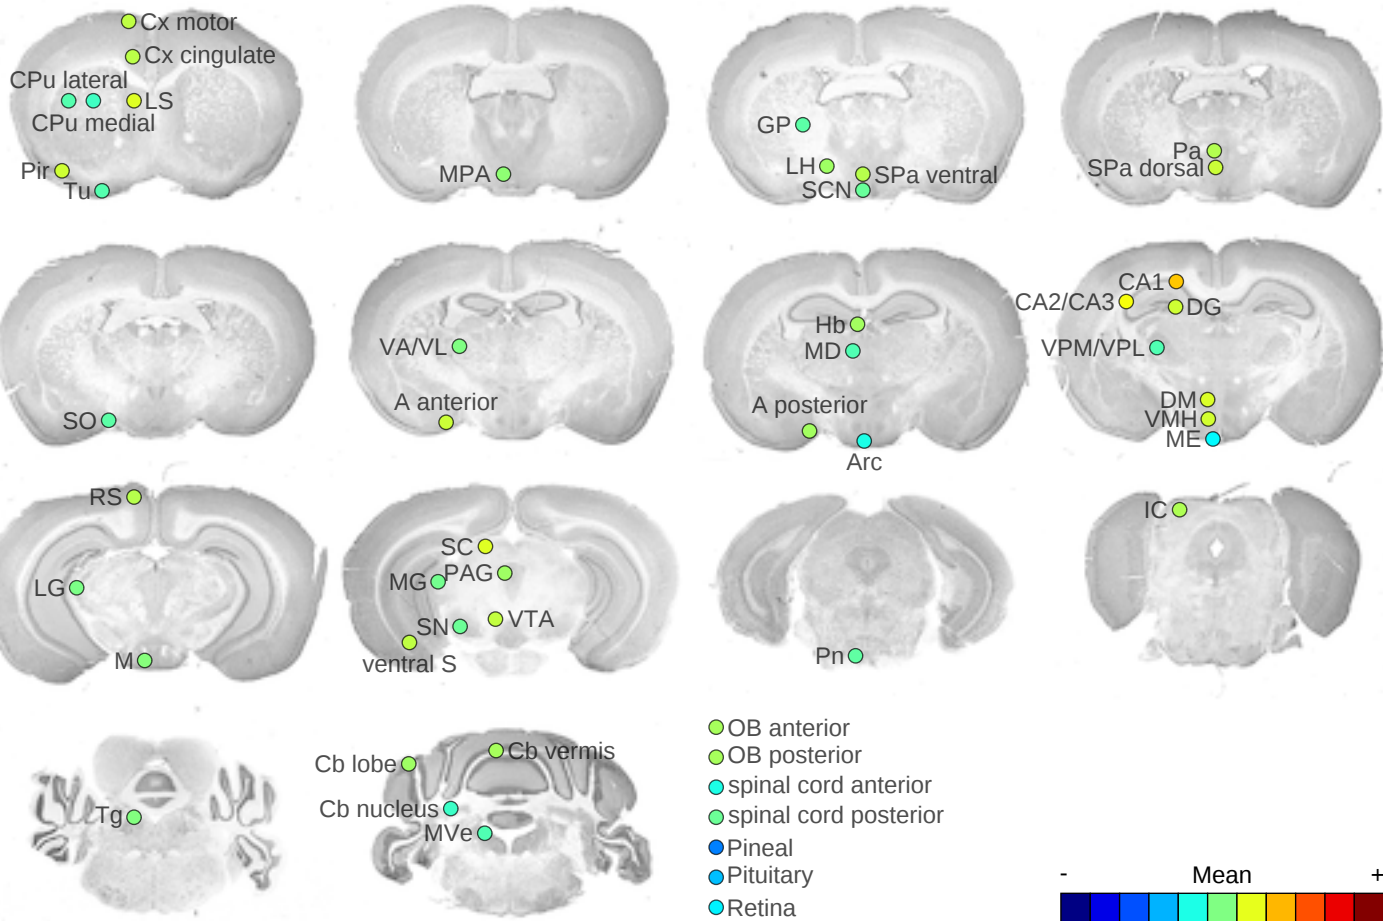 Cx motor
Cx cingulate
CPu lateral
LS
CPu medial
Pir
Tu
MPA
GP
LH
SPa ventral
SCN
Pa
SPa dorsal
SO
VA/VL
A anterior
Hb
MD
A posterior
Arc
CA1
CA2/CA3
DG
VPM/VPL
DM
VMH
ME
RS
LG
M
SC
MG
PAG
SN
VTA
ventral S
Pn
IC
Tg
Cb lobe
Cb vermis
Cb nucleus
MVe
OB anterior
OB posterior
spinal cord anterior
spinal cord posterior
Pineal
Pituitary
Retina
- Mean +